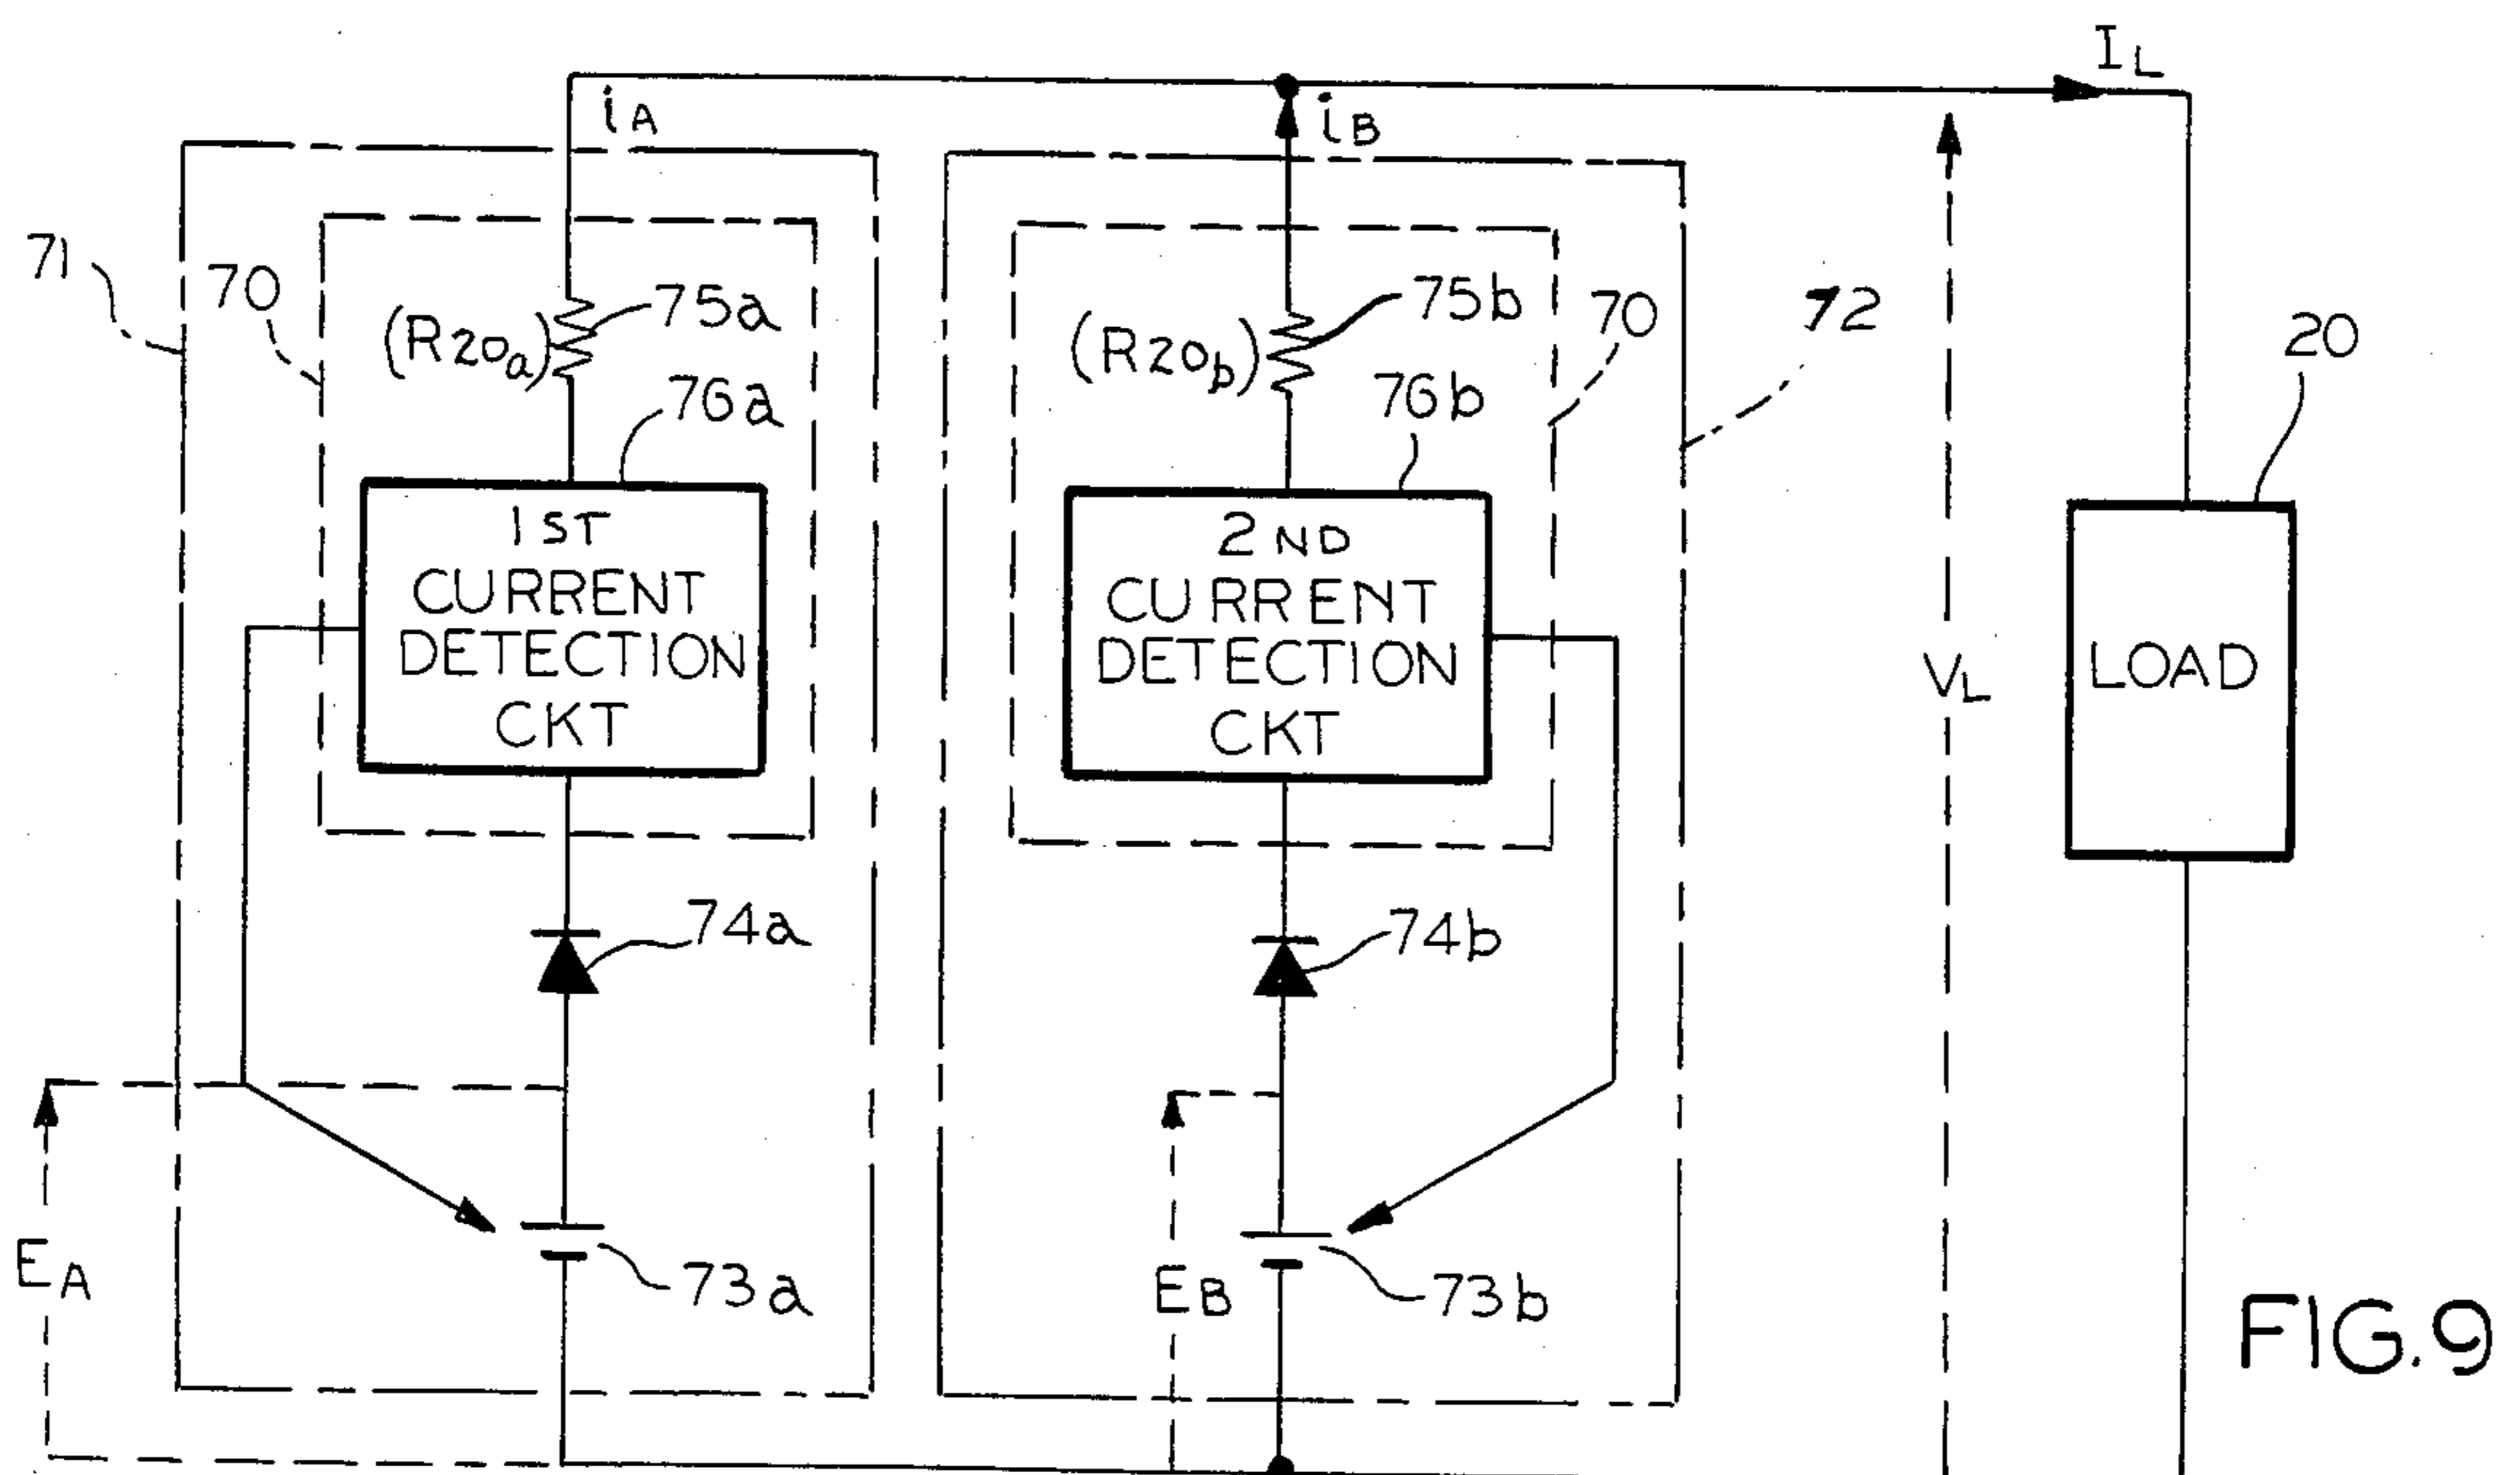 IL
iA
iB
71
70
75a
(R20a)
76a
75b
70
72
(R20b)
76b
20
1ST
CURRENT
DETECTION
CKT
2ND
CURRENT
DETECTION
CKT
VL
LOAD
74a
74b
EA
73a
EB
73b
FIG.9